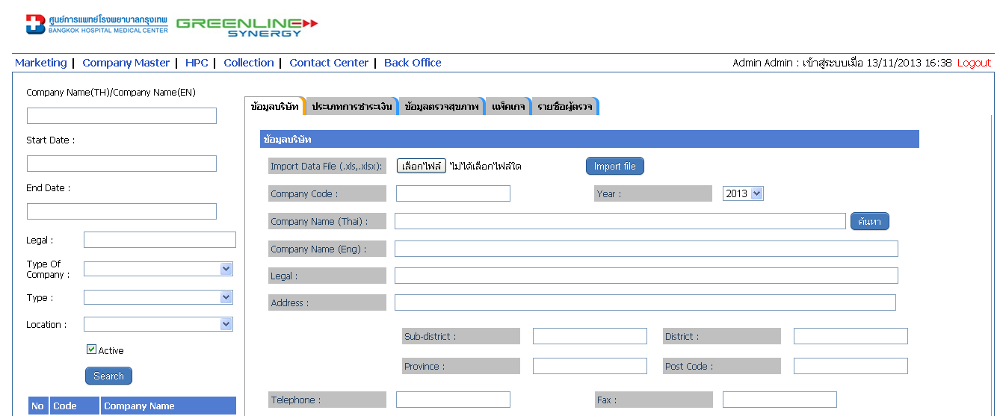 ศูนย์การแพทย์โรงพยาบาลกรุงเทพ
BANGKOK HOSPITAL MEDICAL CENTER
GREENLINE
SYNERGY
Marketing | Company Master | HPC | Collection | Contact Center | Back Office
Admin Admin : เข้าสู่ระบบเมื่อ 13/11/2013 16:38 Logout
Company Name(TH)/Company Name(EN)
Start Date :
End Date :
Legal :
Type Of
Company :
Type :
Location :
Active
Search
No Code Company Name
ข้อมูลบริษัท ประเภทการชำระเงิน ข้อมูลตรวจสุขภาพ แพ็คเกจ รายชื่อผู้ตรวจ
ข้อมูลบริษัท
Import Data File (.xls,.xlsx): เลือกไฟล์ ไม่ได้เลือกไฟล์ใด Import file
Company Code : Year : 2013
Company Name (Thai) : ค้นหา
Company Name (Eng) :
Legal :
Address :
Sub-district : District :
Province : Post Code :
Telephone : Fax :